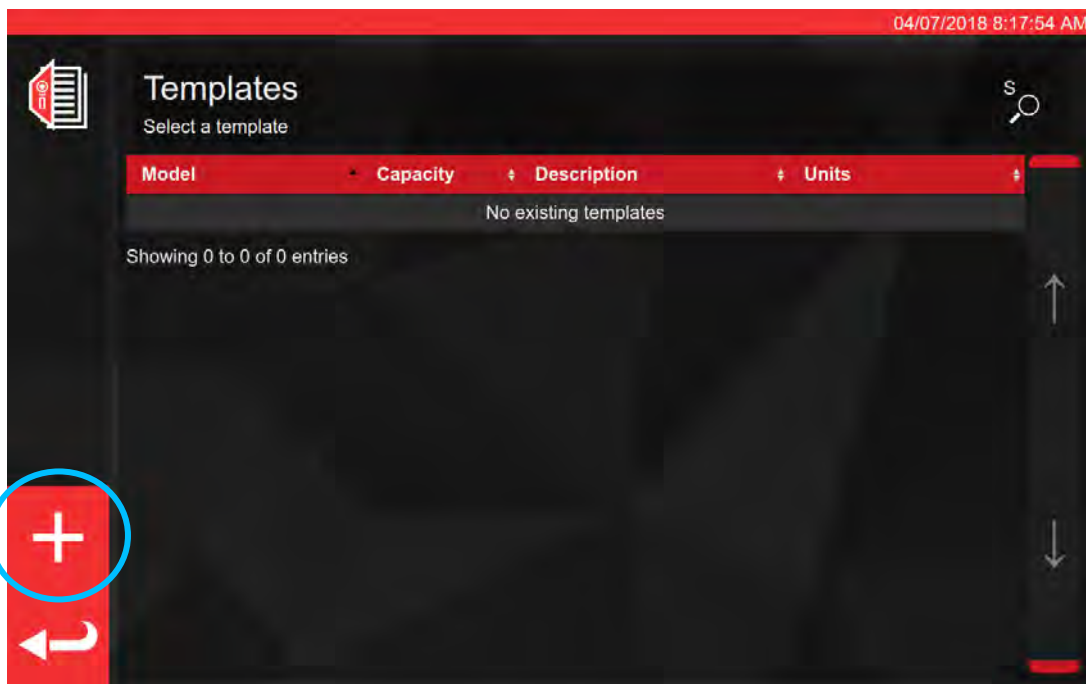 04/07/2018 8:17:54 AM
Templates
S
Select a template
Model Capacity Description Units
No existing templates
Showing 0 to 0 of 0 entries